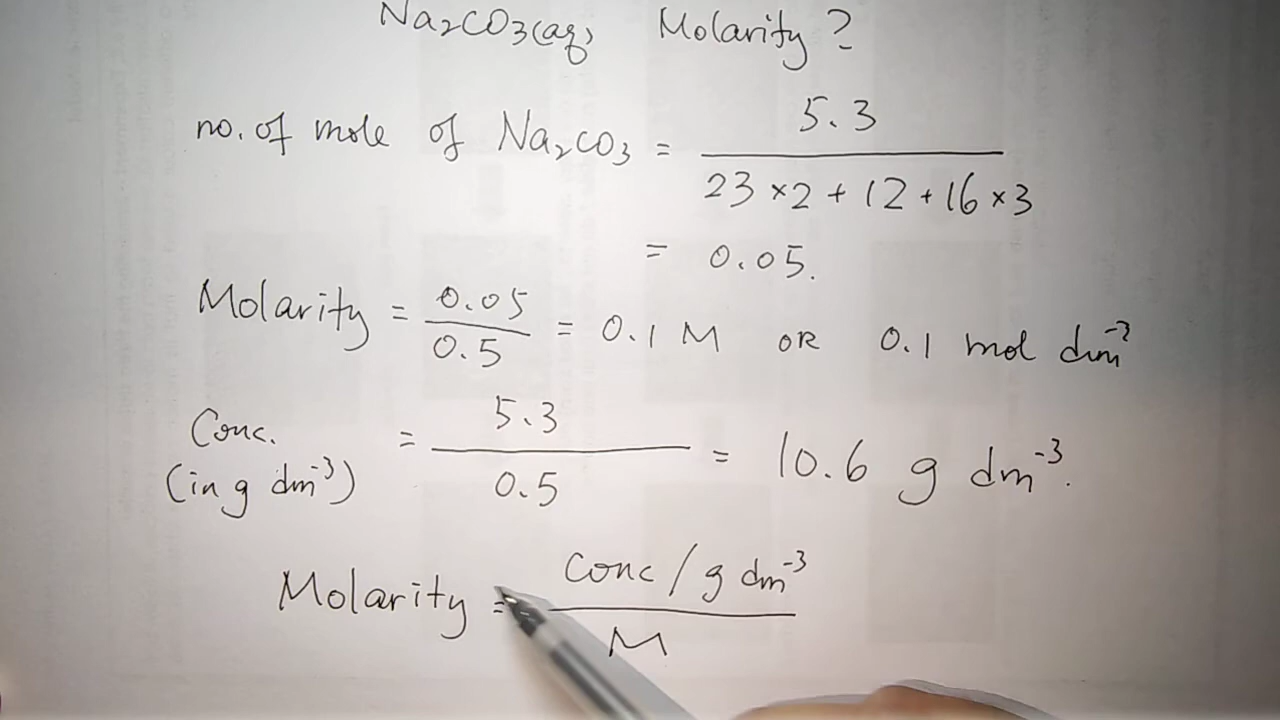 Na₂CO₃(aq) Molarity?
no. of mole of Na₂CO₃ = 5.3 / 23 × 2 + 12 + 16 × 3
= 0.05.
Molarity = 0.05 / 0.5 = 0.1 M OR 0.1 mol dm⁻³
Conc. (in g dm⁻³) = 5.3 / 0.5 = 10.6 g dm⁻³.
Molarity = Conc / g dm⁻³ / M